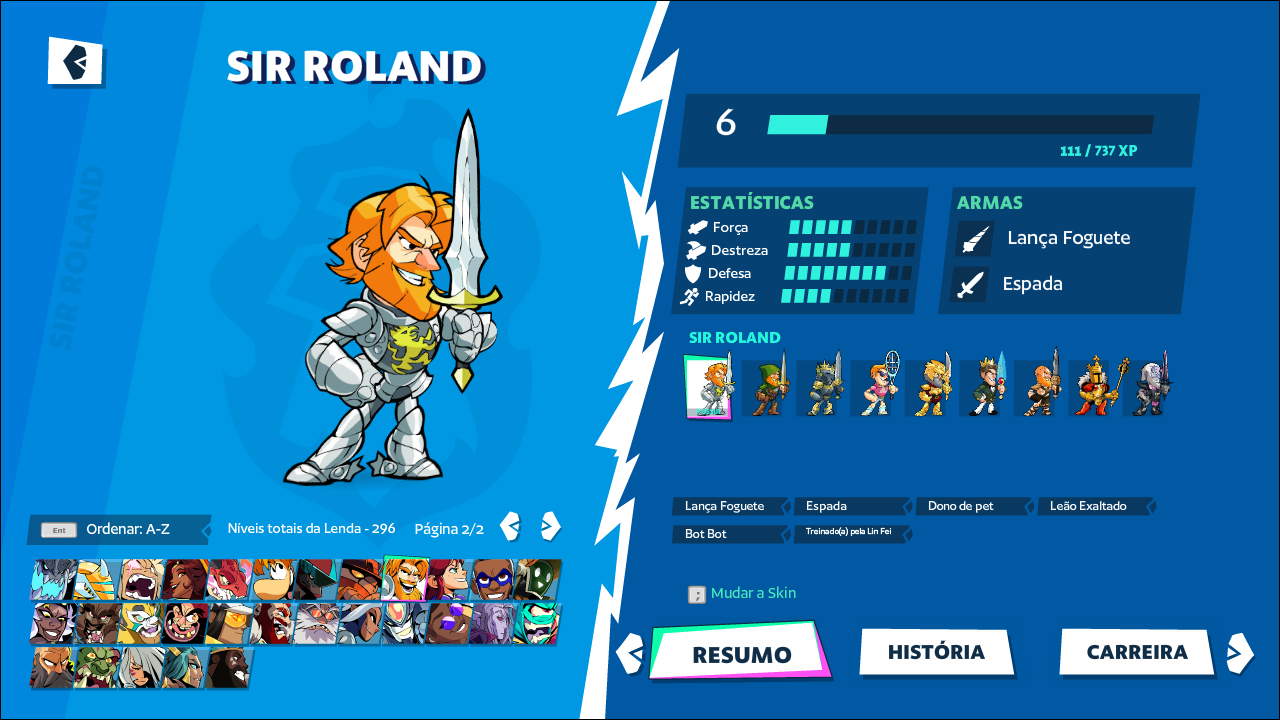 SIR ROLAND
SIR ROLAND
6
111 / 737 XP
ESTATÍSTICAS
Força
Destreza
Defesa
Rapidez
ARMAS
Lança Foguete
Espada
SIR ROLAND
Lança Foguete
Espada
Dono de pet
Leão Exaltado
Bot Bot
Treinado(a) pela Lin Fei
Ent
Ordenar: A-Z
Níveis totais da Lenda - 296
Página 2/2
;
Mudar a Skin
RESUMO
HISTÓRIA
CARREIRA